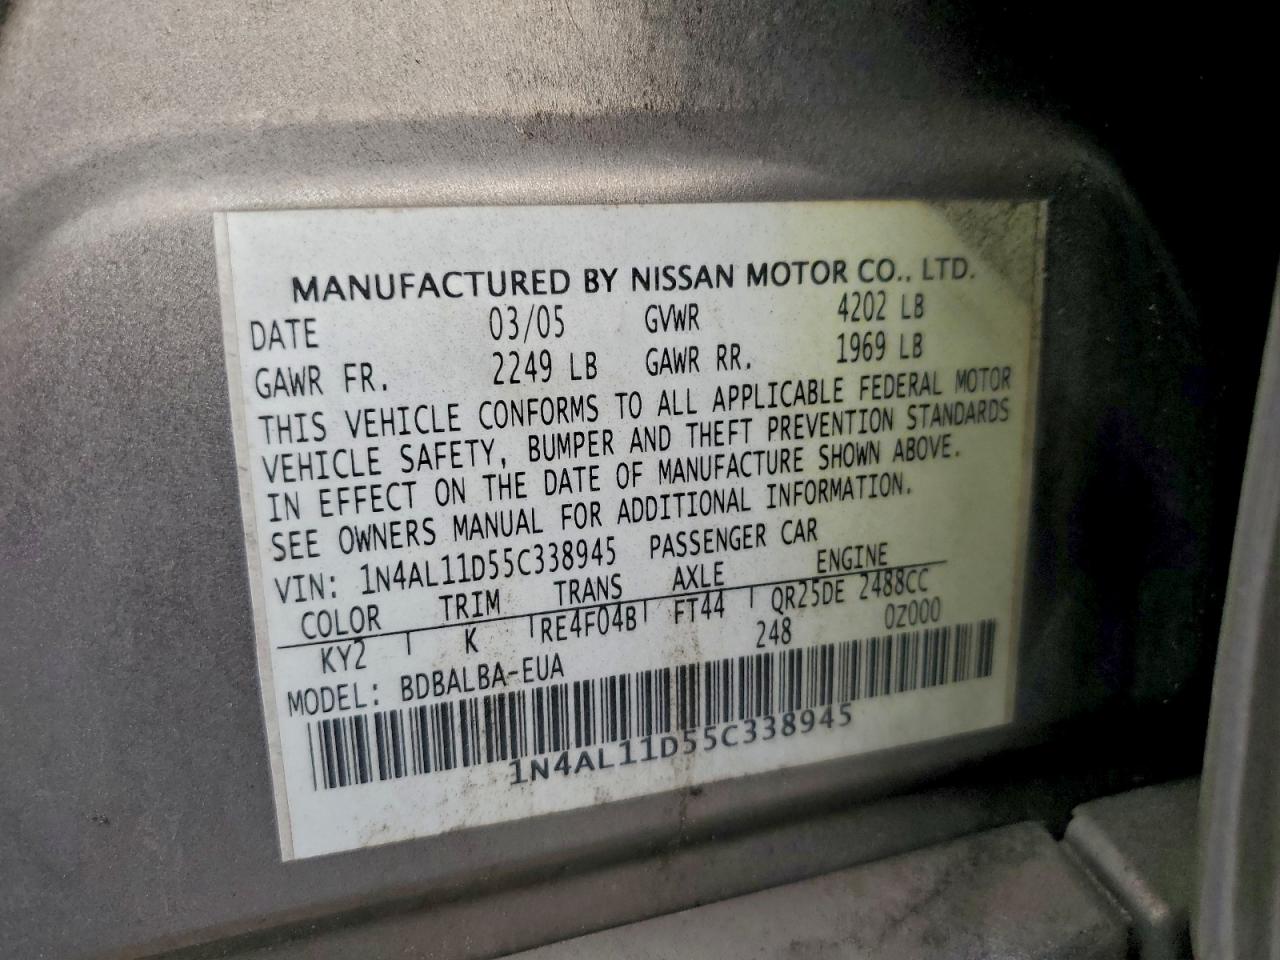 MANUFACTURED BY NISSAN MOTOR CO., LTD.
DATE 03/05 GVWR 4202 LB
GAWR FR. 2249 LB GAWR RR. 1969 LB
THIS VEHICLE CONFORMS TO ALL APPLICABLE FEDERAL MOTOR
VEHICLE SAFETY, BUMPER AND THEFT PREVENTION STANDARDS
IN EFFECT ON THE DATE OF MANUFACTURE SHOWN ABOVE.
SEE OWNERS MANUAL FOR ADDITIONAL INFORMATION.
VIN: 1N4AL11D55C338945 PASSENGER CAR
COLOR TRIM TRANS AXLE ENGINE
KY2 K RE4F04B FT44 QR25DE 2488CC
248 0Z000
MODEL: BDBALBA-EUA
1N4AL11D55C338945